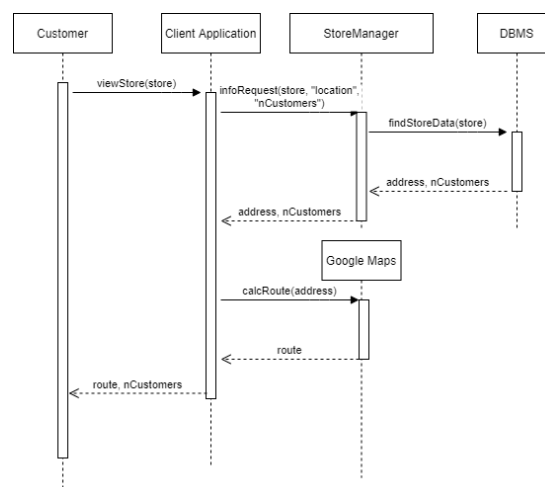 Customer
Client Application
StoreManager
DBMS
viewStore(store)
infoRequest(store, "location",
"nCustomers")
findStoreData(store)
address, nCustomers
address, nCustomers
Google Maps
calcRoute(address)
route
route, nCustomers